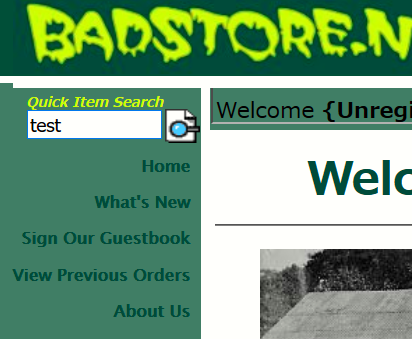 BADSTORE.N
Quick Item Search
test
Welcome {Unregi
Home
Welc
What's New
Sign Our Guestbook
View Previous Orders
About Us